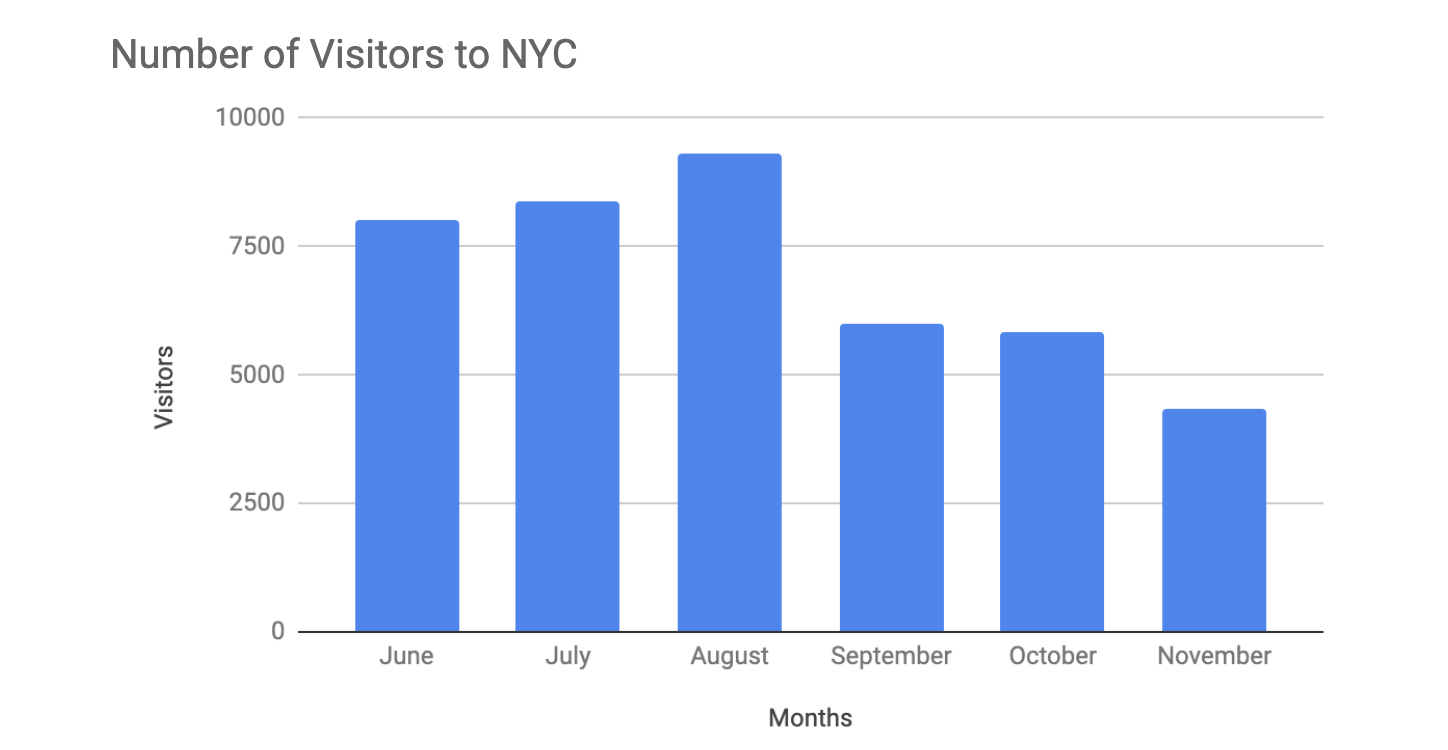 Number of Visitors to NYC
10000
7500
5000
2500
0
Visitors
June July August September October November
Months